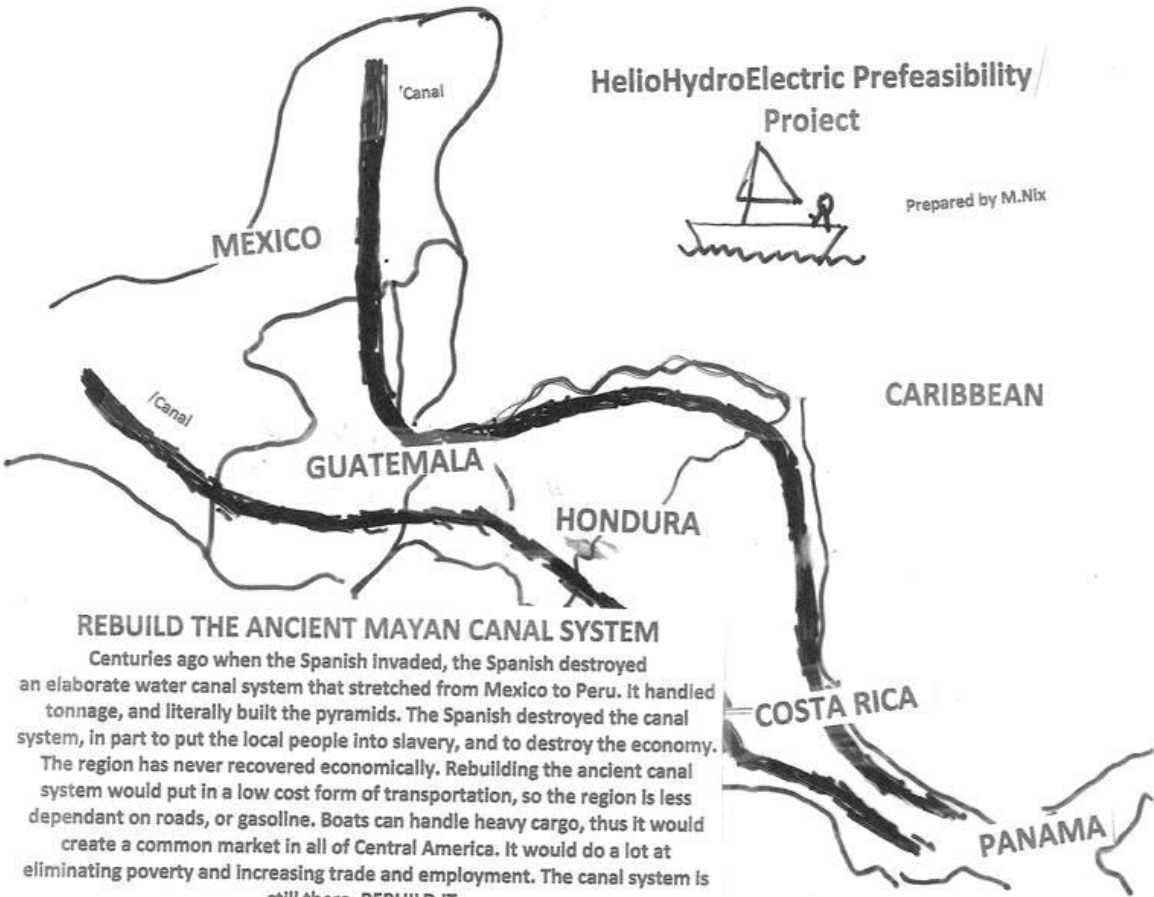 HelioHydroElectric Prefeasibility
Project
Prepared by M.Nix
'Canal
MEXICO
CARIBBEAN
/Canal
GUATEMALA
HONDURA
REBUILD THE ANCIENT MAYAN CANAL SYSTEM
Centuries ago when the Spanish invaded, the Spanish destroyed
an elaborate water canal system that stretched from Mexico to Peru. It handled
tonnage, and literally built the pyramids. The Spanish destroyed the canal
system, in part to put the local people into slavery, and to destroy the economy.
The region has never recovered economically. Rebuilding the ancient canal
system would put in a low cost form of transportation, so the region is less
dependant on roads, or gasoline. Boats can handle heavy cargo, thus it would
create a common market in all of Central America. It would do a lot at
eliminating poverty and increasing trade and employment. The canal system is
still there. REBUILD IT
COSTA RICA
PANAMA